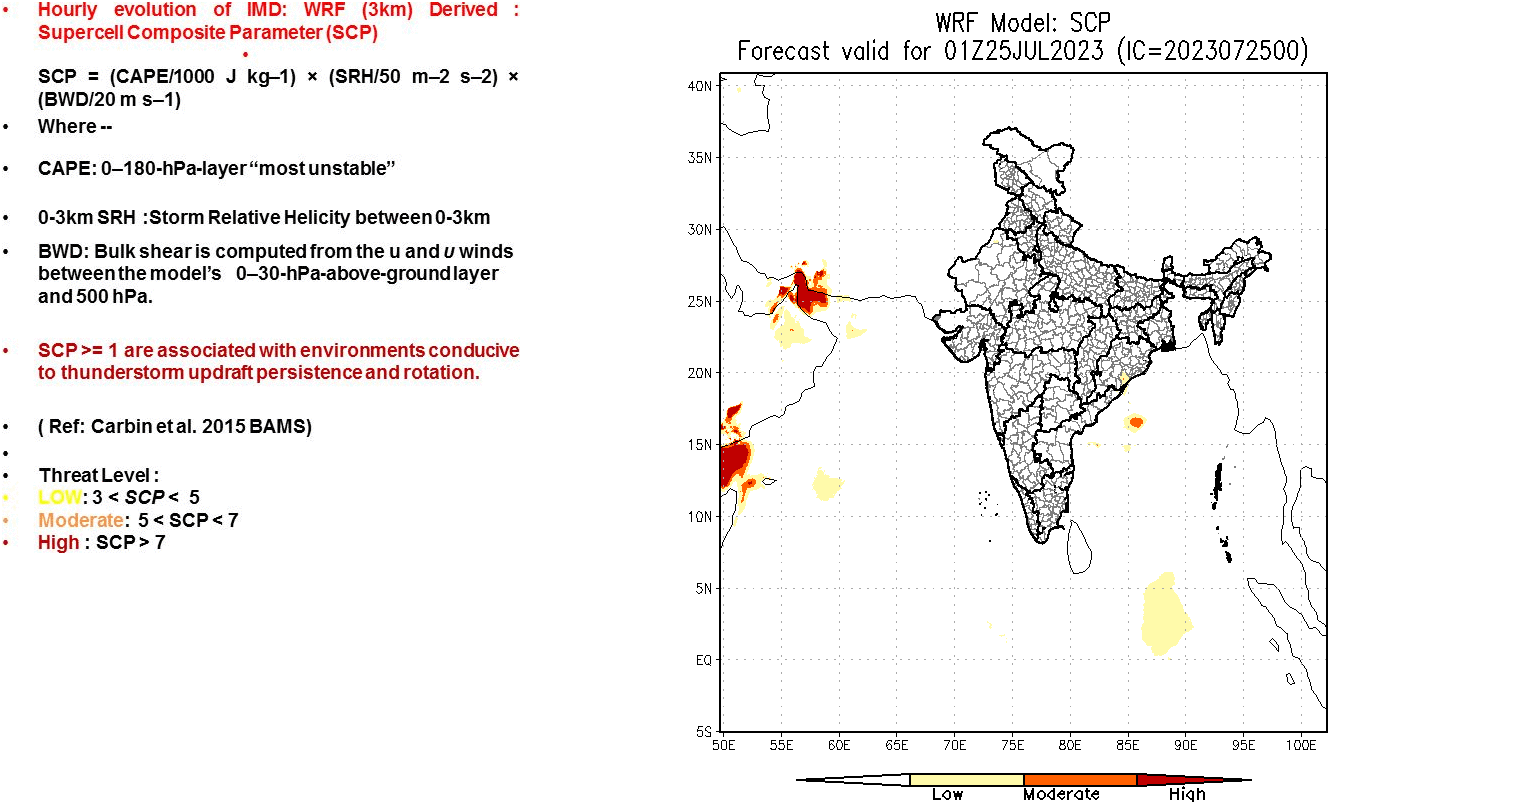 • Hourly evolution of IMD: WRF (3km) Derived :
Supercell Composite Parameter (SCP)
•
SCP = (CAPE/1000 J kg–1) × (SRH/50 m–2 s–2) ×
(BWD/20 m s–1)
• Where --
• CAPE: 0–180-hPa-layer “most unstable”
• 0-3km SRH :Storm Relative Helicity between 0-3km
• BWD: Bulk shear is computed from the u and υ winds
between the model’s 0–30-hPa-above-ground layer
and 500 hPa.
• SCP >= 1 are associated with environments conducive
to thunderstorm updraft persistence and rotation.
• ( Ref: Carbin et al. 2015 BAMS)
•
• Threat Level :
• LOW: 3 < SCP < 5
• Moderate: 5 < SCP < 7
• High : SCP > 7
WRF Model: SCP
Forecast valid for 01Z25JUL2023 (IC=2023072500)
40N
35N
30N
25N
20N
15N
10N
5N
EQ
5S
50E 55E 60E 65E 70E 75E 80E 85E 90E 95E 100E
Low Moderate High